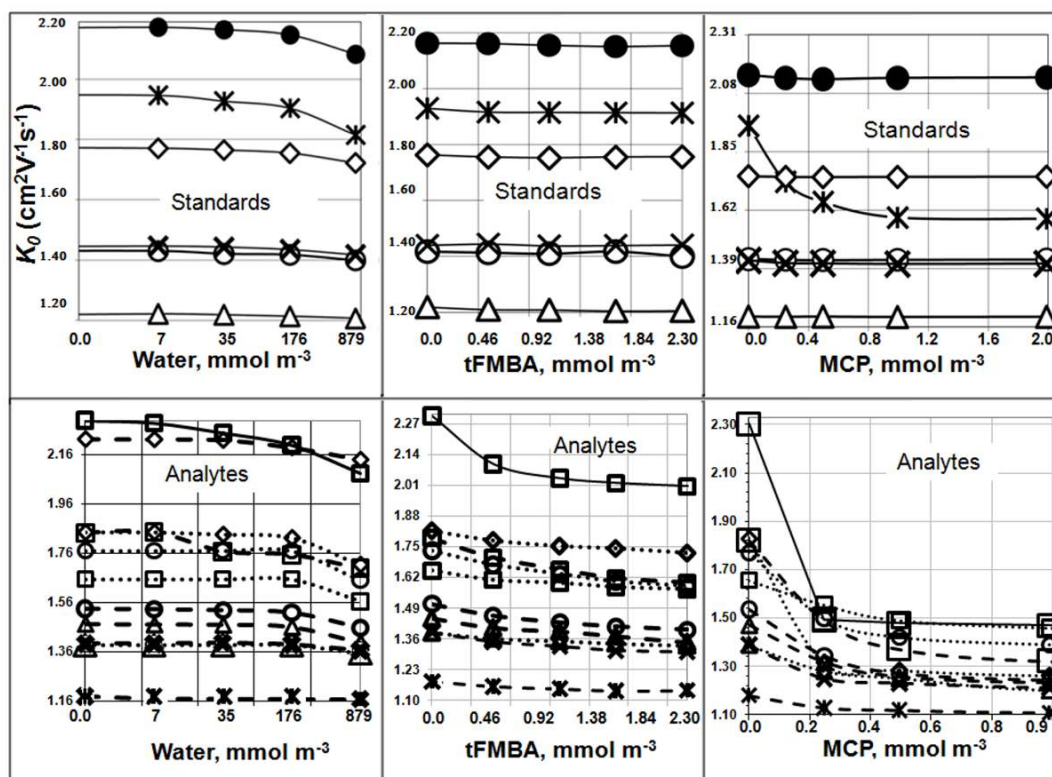 K0 (cm2V-1s-1)
2.20
2.00
1.80
1.60
1.40
1.20
Standards
0.0 7 35 176 879
Water, mmol m-3
2.20
2.00
1.80
1.60
1.40
1.20
Standards
0.0 0.46 0.92 1.38 1.84 2.30
tFMBA, mmol m-3
2.31
2.08
1.85
1.62
1.39
1.16
Standards
0.0 0.4 0.8 1.2 1.6 2.0
MCP, mmol m-3
2.16
1.96
1.76
1.56
1.36
1.16
Analytes
0.0 7 35 176 879
Water, mmol m-3
2.27
2.14
2.01
1.88
1.75
1.62
1.49
1.36
1.23
1.10
Analytes
0.0 0.46 0.92 1.38 1.84 2.30
tFMBA, mmol m-3
2.30
2.10
1.90
1.70
1.50
1.30
1.10
Analytes
0.0 0.2 0.4 0.6 0.8 0.9
MCP, mmol m-3